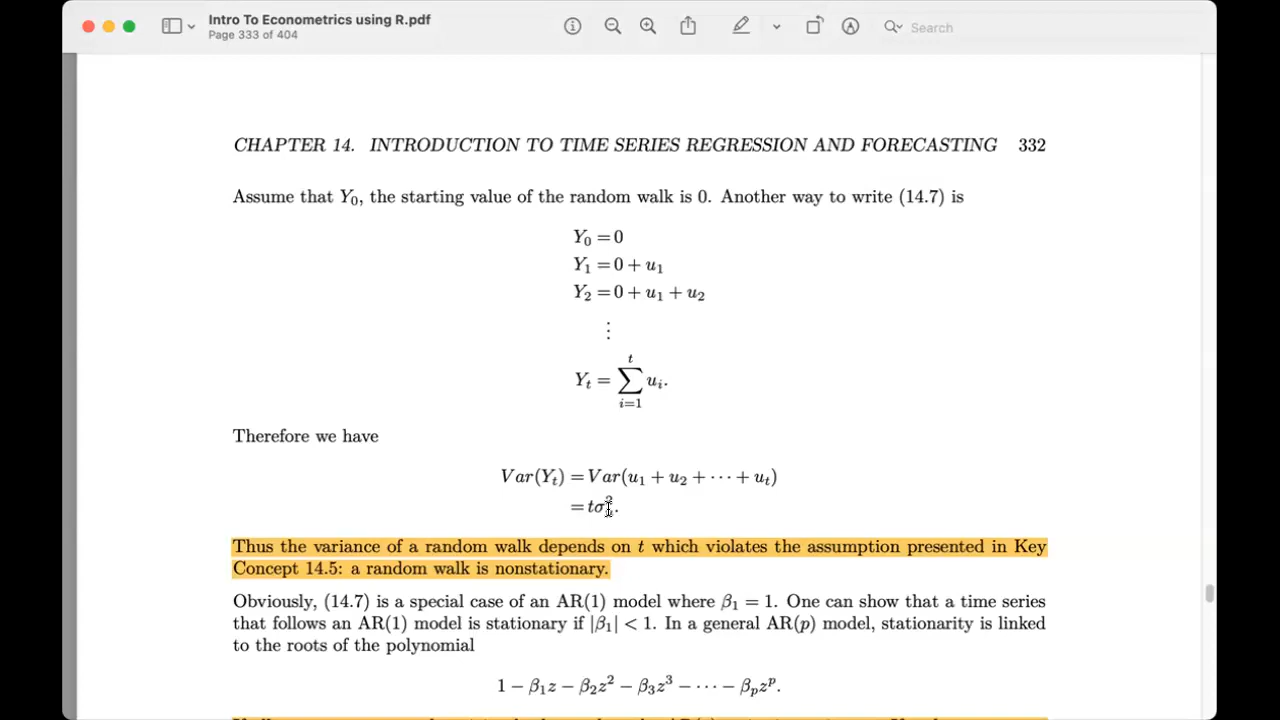 Intro To Econometrics using R.pdf
Page 333 of 404
Search
CHAPTER 14. INTRODUCTION TO TIME SERIES REGRESSION AND FORECASTING 332
Assume that Y₀, the starting value of the random walk is 0. Another way to write (14.7) is
Y₀ = 0
Y₁ = 0 + u₁
Y₂ = 0 + u₁ + u₂
⋮
Yₜ = ∑ᵢ₌₁ᵗ uᵢ.
Therefore we have
Var(Yₜ) = Var(u₁ + u₂ + ⋯ + uₜ)
= tσ².
Thus the variance of a random walk depends on t which violates the assumption presented in Key
Concept 14.5: a random walk is nonstationary.
Obviously, (14.7) is a special case of an AR(1) model where β₁ = 1. One can show that a time series
that follows an AR(1) model is stationary if |β₁| < 1. In a general AR(p) model, stationarity is linked
to the roots of the polynomial
1 − β₁z − β₂z² − β₃z³ − ⋯ − βₚzᵖ.